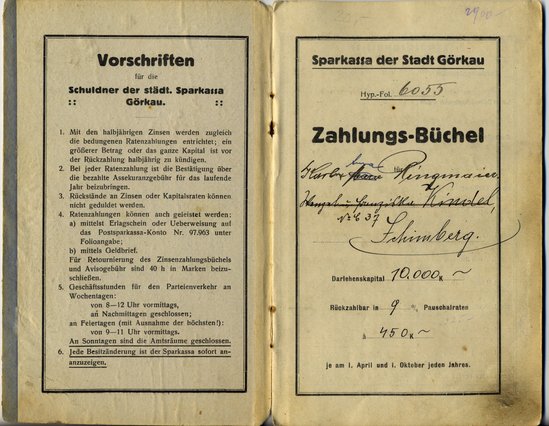 Vorschriften
für die
Schuldner der städt. Sparkassa
:: Görkau. ::
1. Mit den halbjährigen Zinsen werden zugleich
die bedungenen Ratenzahlungen entrichtet; ein
größerer Betrag oder das ganze Kapital ist vor
der Rückzahlung halbjährig zu kündigen.
2. Bei jeder Ratenzahlung ist die Bestätigung über
die bezahlte Assekuranzgebühr für das laufende
Jahr beizubringen.
3. Rückstände an Zinsen oder Kapitalsraten können
nicht geduldet werden.
4. Ratenzahlungen können auch geleistet werden:
a) mittelst Erlagschein oder Ueberweisung auf
das Postsparkassa-Konto Nr. 97.903 unter
Folioangabe;
b) mittels Geldbrief.
Für Retournierung des Zinsenzahlungsbüchels
und Avisogebühr sind 40 h in Marken beizu-
schließen.
5. Geschäftsstunden für den Parteienverkehr an
Wochentagen:
von 8—12 Uhr vormittags,
an Nachmittagen geschlossen;
an Feiertagen (mit Ausnahme der höchsten!):
von 9—11 Uhr vormittags.
An Sonntagen sind die Amtsräume geschlossen.
6. Jede Besitzänderung ist der Sparkassa sofort an-
anzuzeigen.
Sparkassa der Stadt Görkau
Hyp.-Fol. 6055
Zahlungs-Büchel
für
Ringmaier
Kindel,
Schimberg.
Darlehenskapital 10.000 K
Rückzahlbar in 9 % Pauschalraten
à 450 K
je am 1. April und 1. Oktober jeden Jahres.